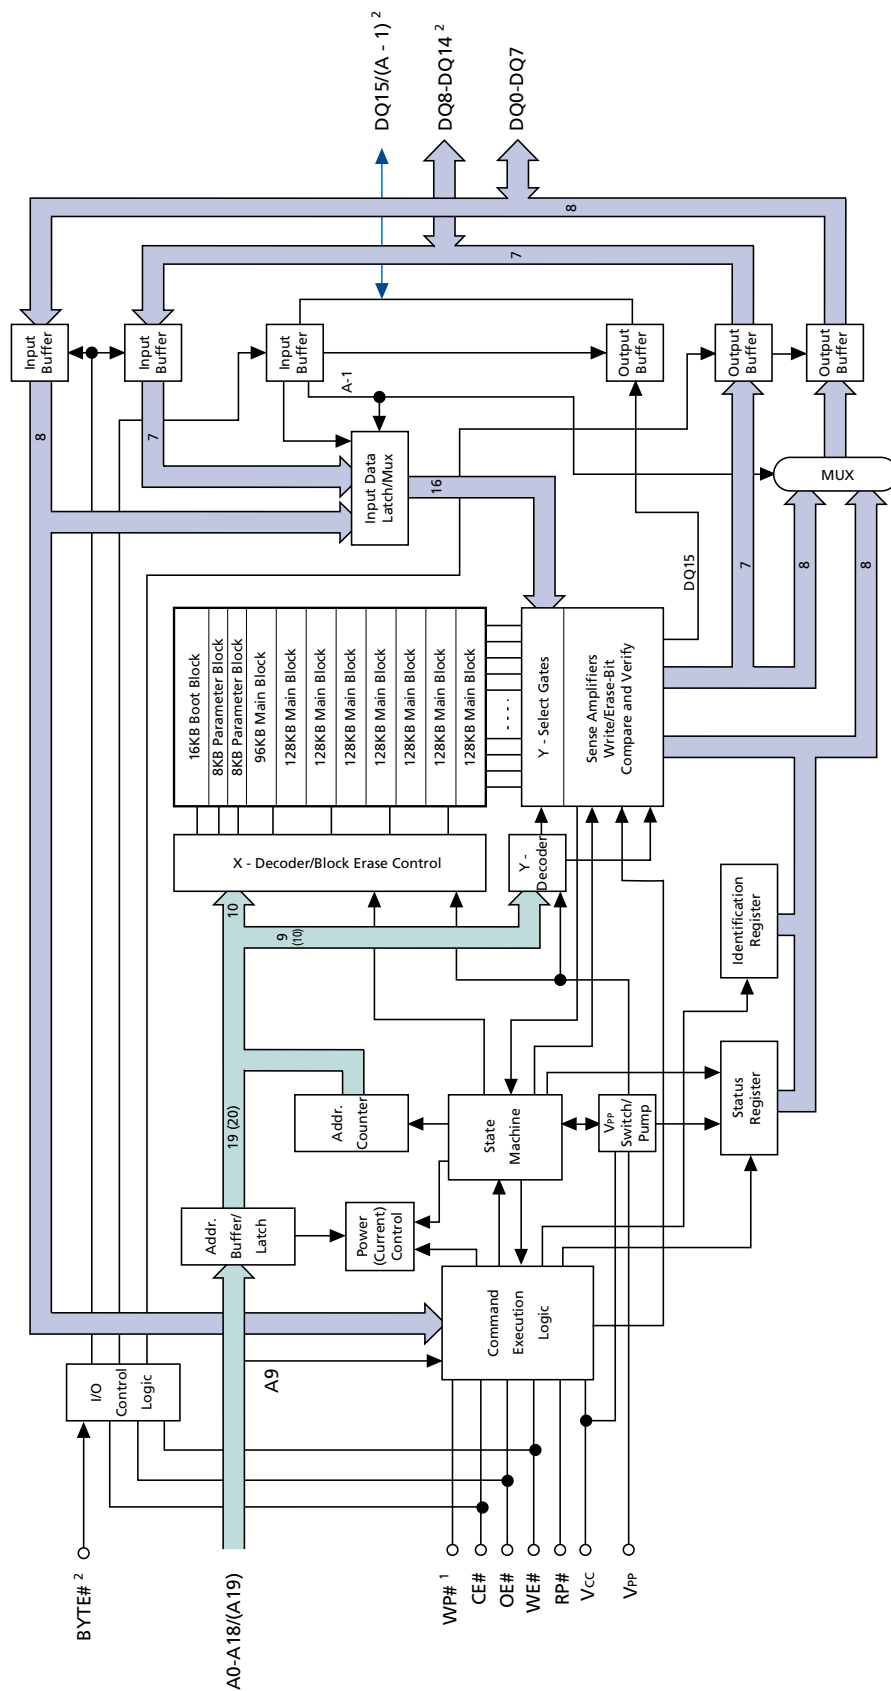 BYTE# 2
A0-A18/(A19)
WP# 1
CE#
OE#
WE#
RP#
VCC
VPP
I/O
Control
Logic
A9
Addr.
Buffer/
Latch
Power
(Current)
Control
Command
Execution
Logic
19 (20)
Addr.
Counter
State
Machine
VPP
Switch/
Pump
Status
Register
Identification
Register
10
9
(10)
X - Decoder/Block Erase Control
Y -
Decoder
16KB Boot Block
8KB Parameter Block
8KB Parameter Block
96KB Main Block
128KB Main Block
128KB Main Block
128KB Main Block
128KB Main Block
128KB Main Block
128KB Main Block
128KB Main Block
Y - Select Gates
Sense Amplifiers
Write/Erase-Bit
Compare and Verify
8
7
Input Data
Latch/Mux
16
A-1
DQ15
7
8
8
MUX
Input
Buffer
Input
Buffer
Input
Buffer
Output
Buffer
Output
Buffer
Output
Buffer
7
8
DQ15/(A - 1) 2
DQ8-DQ14 2
DQ0-DQ7